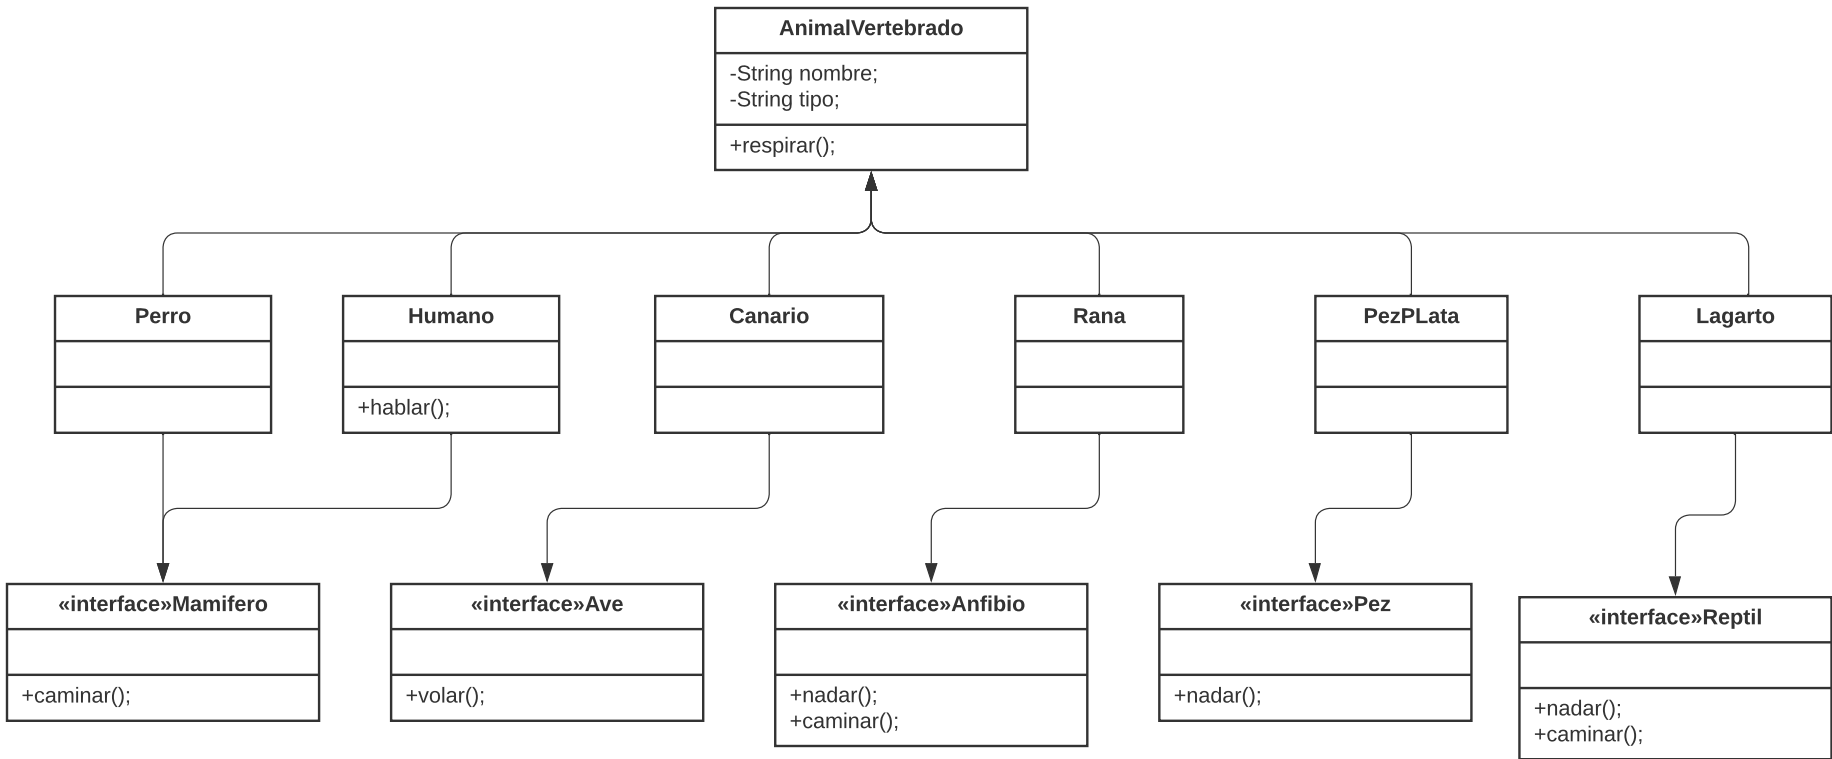 AnimalVertebrado
-String nombre;
-String tipo;
+respirar();
Perro
Humano
+hablar();
Canario
Rana
PezPLata
Lagarto
«interface»Mamifero
+caminar();
«interface»Ave
+volar();
«interface»Anfibio
+nadar();
+caminar();
«interface»Pez
+nadar();
«interface»Reptil
+nadar();
+caminar();